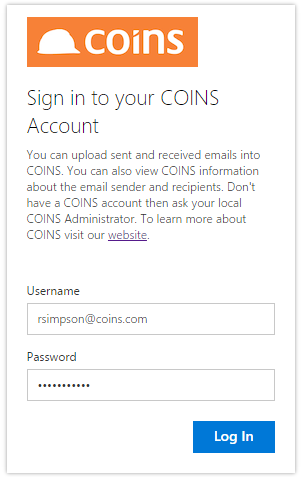 coins
Sign in to your COINS
Account
You can upload sent and received emails into
COINS. You can also view COINS information
about the email sender and recipients. Don't
have a COINS account then ask your local
COINS Administrator. To learn more about
COINS visit our website.
Username
rsimpson@coins.com
Password
•••••••••••
Log In